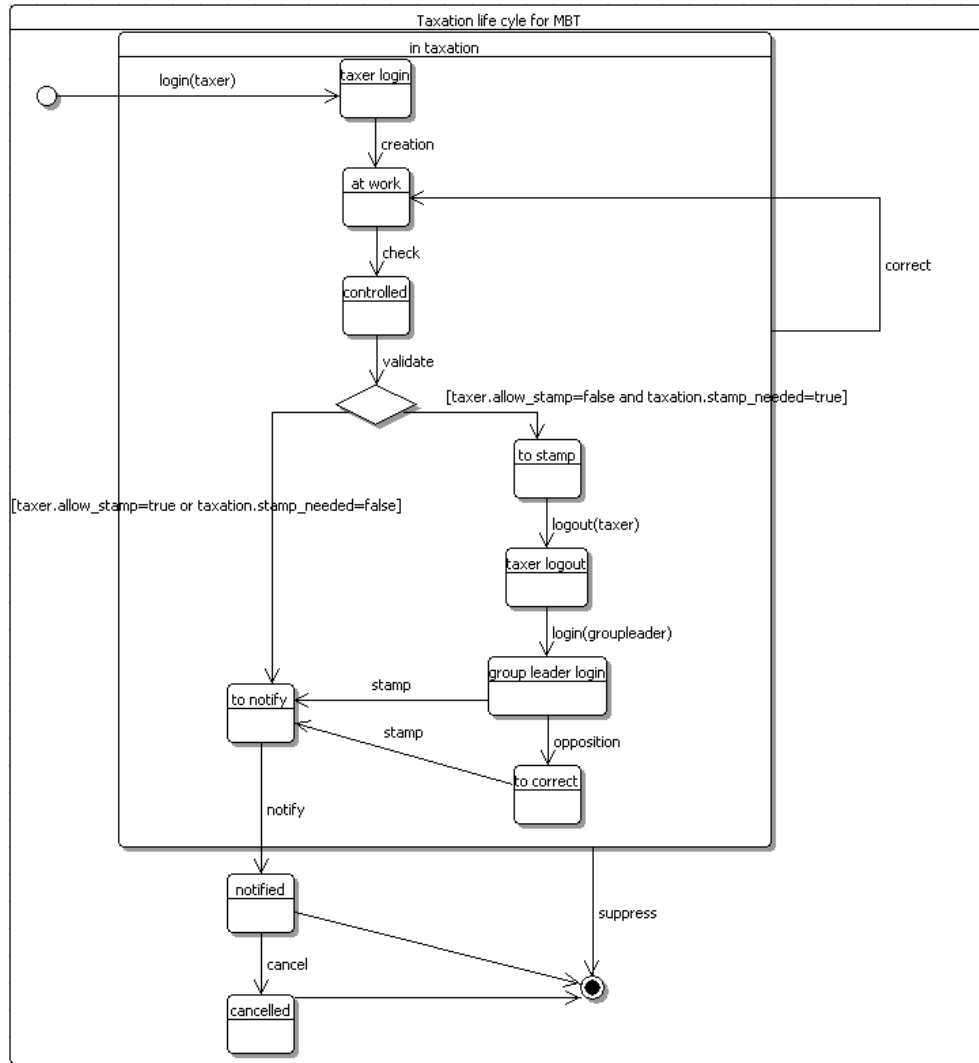 Taxation life cyle for MBT
in taxation
taxer login
login(taxer)
creation
at work
check
correct
controlled
validate
[taxer.allow_stamp=false and taxation.stamp_needed=true]
to stamp
[taxer.allow_stamp=true or taxation.stamp_needed=false]
logout(taxer)
taxer logout
login(groupleader)
group leader login
stamp
to notify
stamp
opposition
to correct
notify
notified
suppress
cancel
cancelled